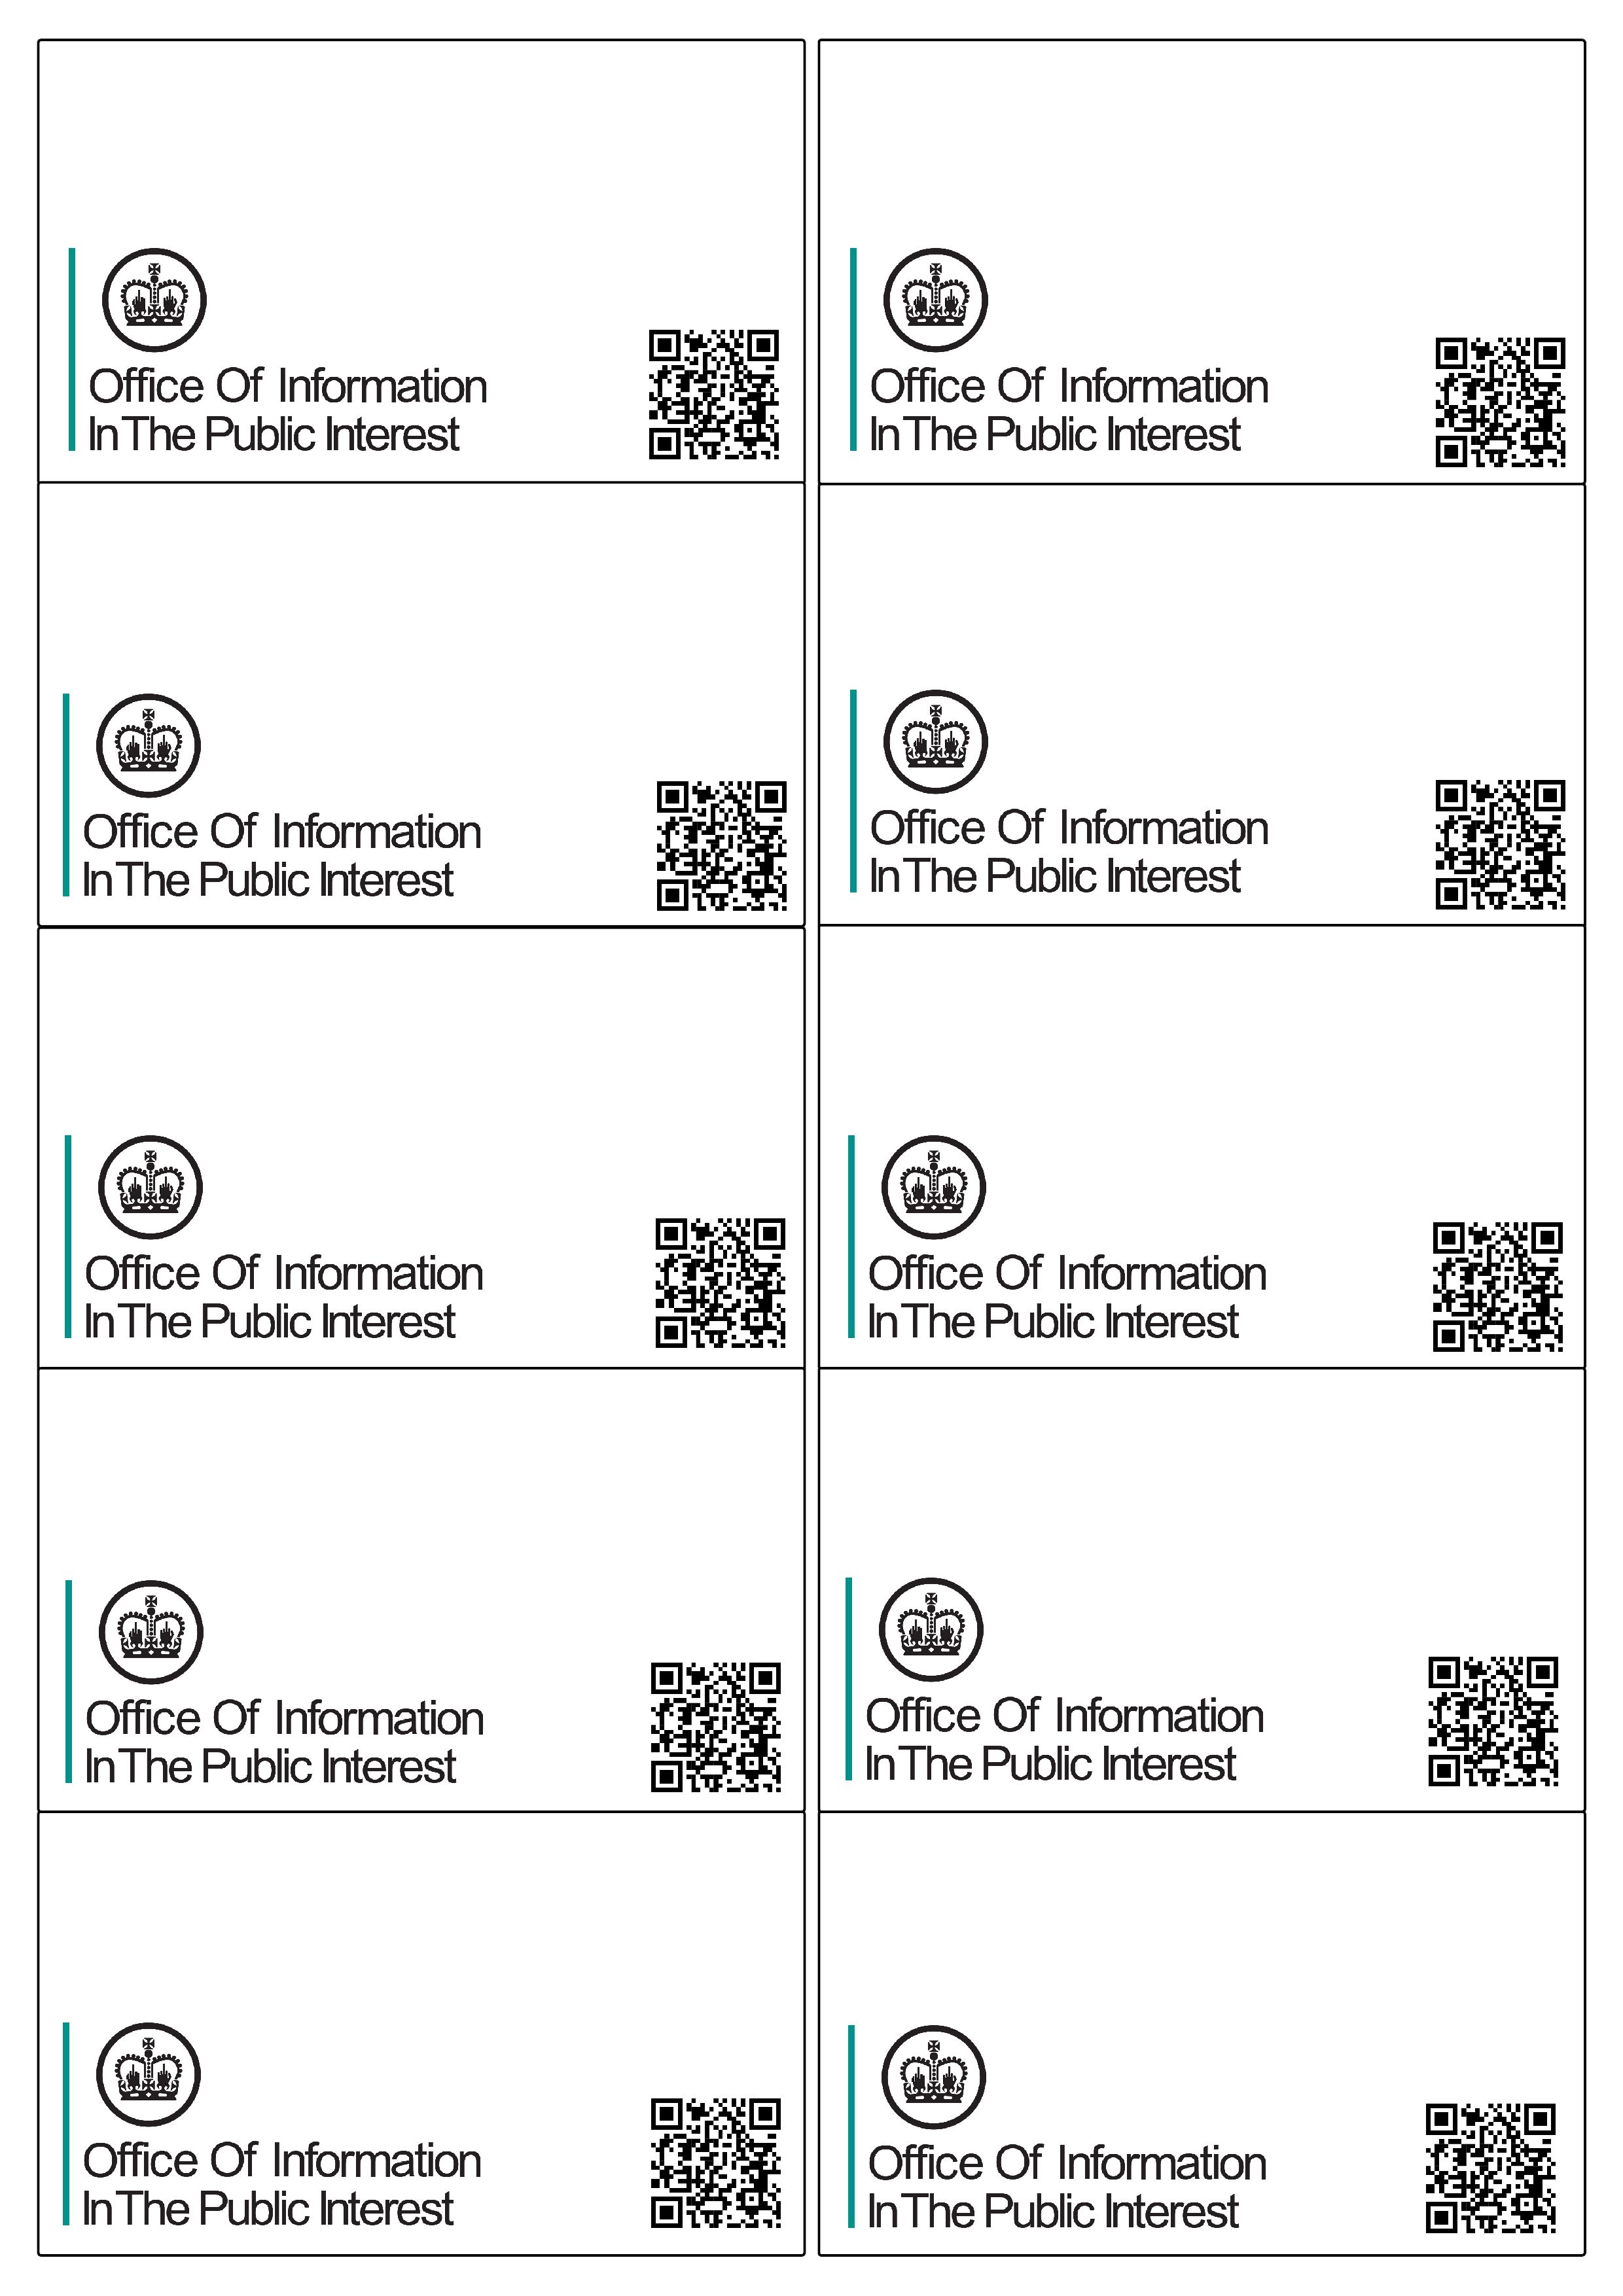 Office Of Information
In The Public Interest
Office Of Information
In The Public Interest
Office Of Information
In The Public Interest
Office Of Information
In The Public Interest
Office Of Information
In The Public Interest
Office Of Information
In The Public Interest
Office Of Information
In The Public Interest
Office Of Information
In The Public Interest
Office Of Information
In The Public Interest
Office Of Information
In The Public Interest